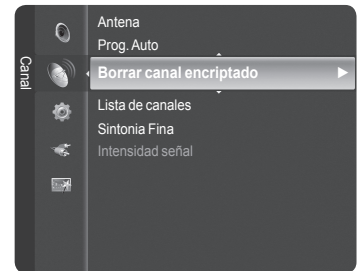 Canal
Antena
Prog. Auto
Borrar canal encriptado
Lista de canales
Sintonia Fina
Intensidad señal